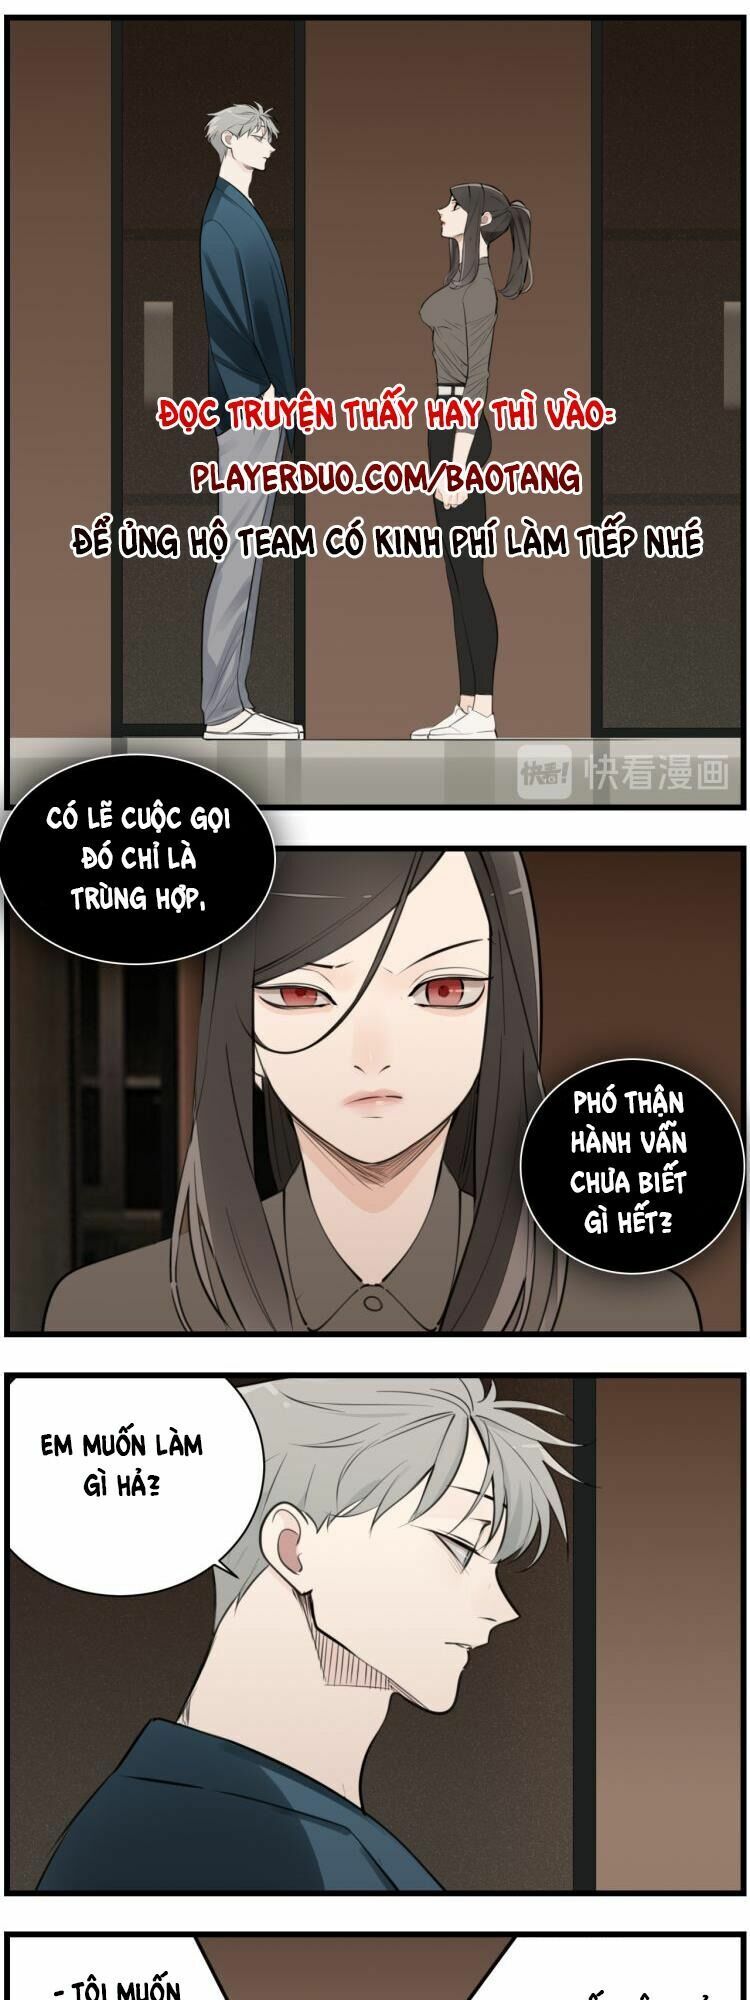 ĐỌC TRUYỆN THẤY HAY THÌ VÀO:
PLAYERDUO.COM/BAOTANG
ĐỂ ỦNG HỘ TEAM CÓ KINH PHÍ LÀM TIẾP NHÉ
快看! 快看漫画
CÓ LẼ CUỘC GỌI
ĐÓ CHỈ LÀ
TRÙNG HỢP,
PHÓ THẬN
HÀNH VẪN
CHƯA BIẾT
GÌ HẾT?
EM MUỐN LÀM
GÌ HẢ?
- TÔI MUỐN